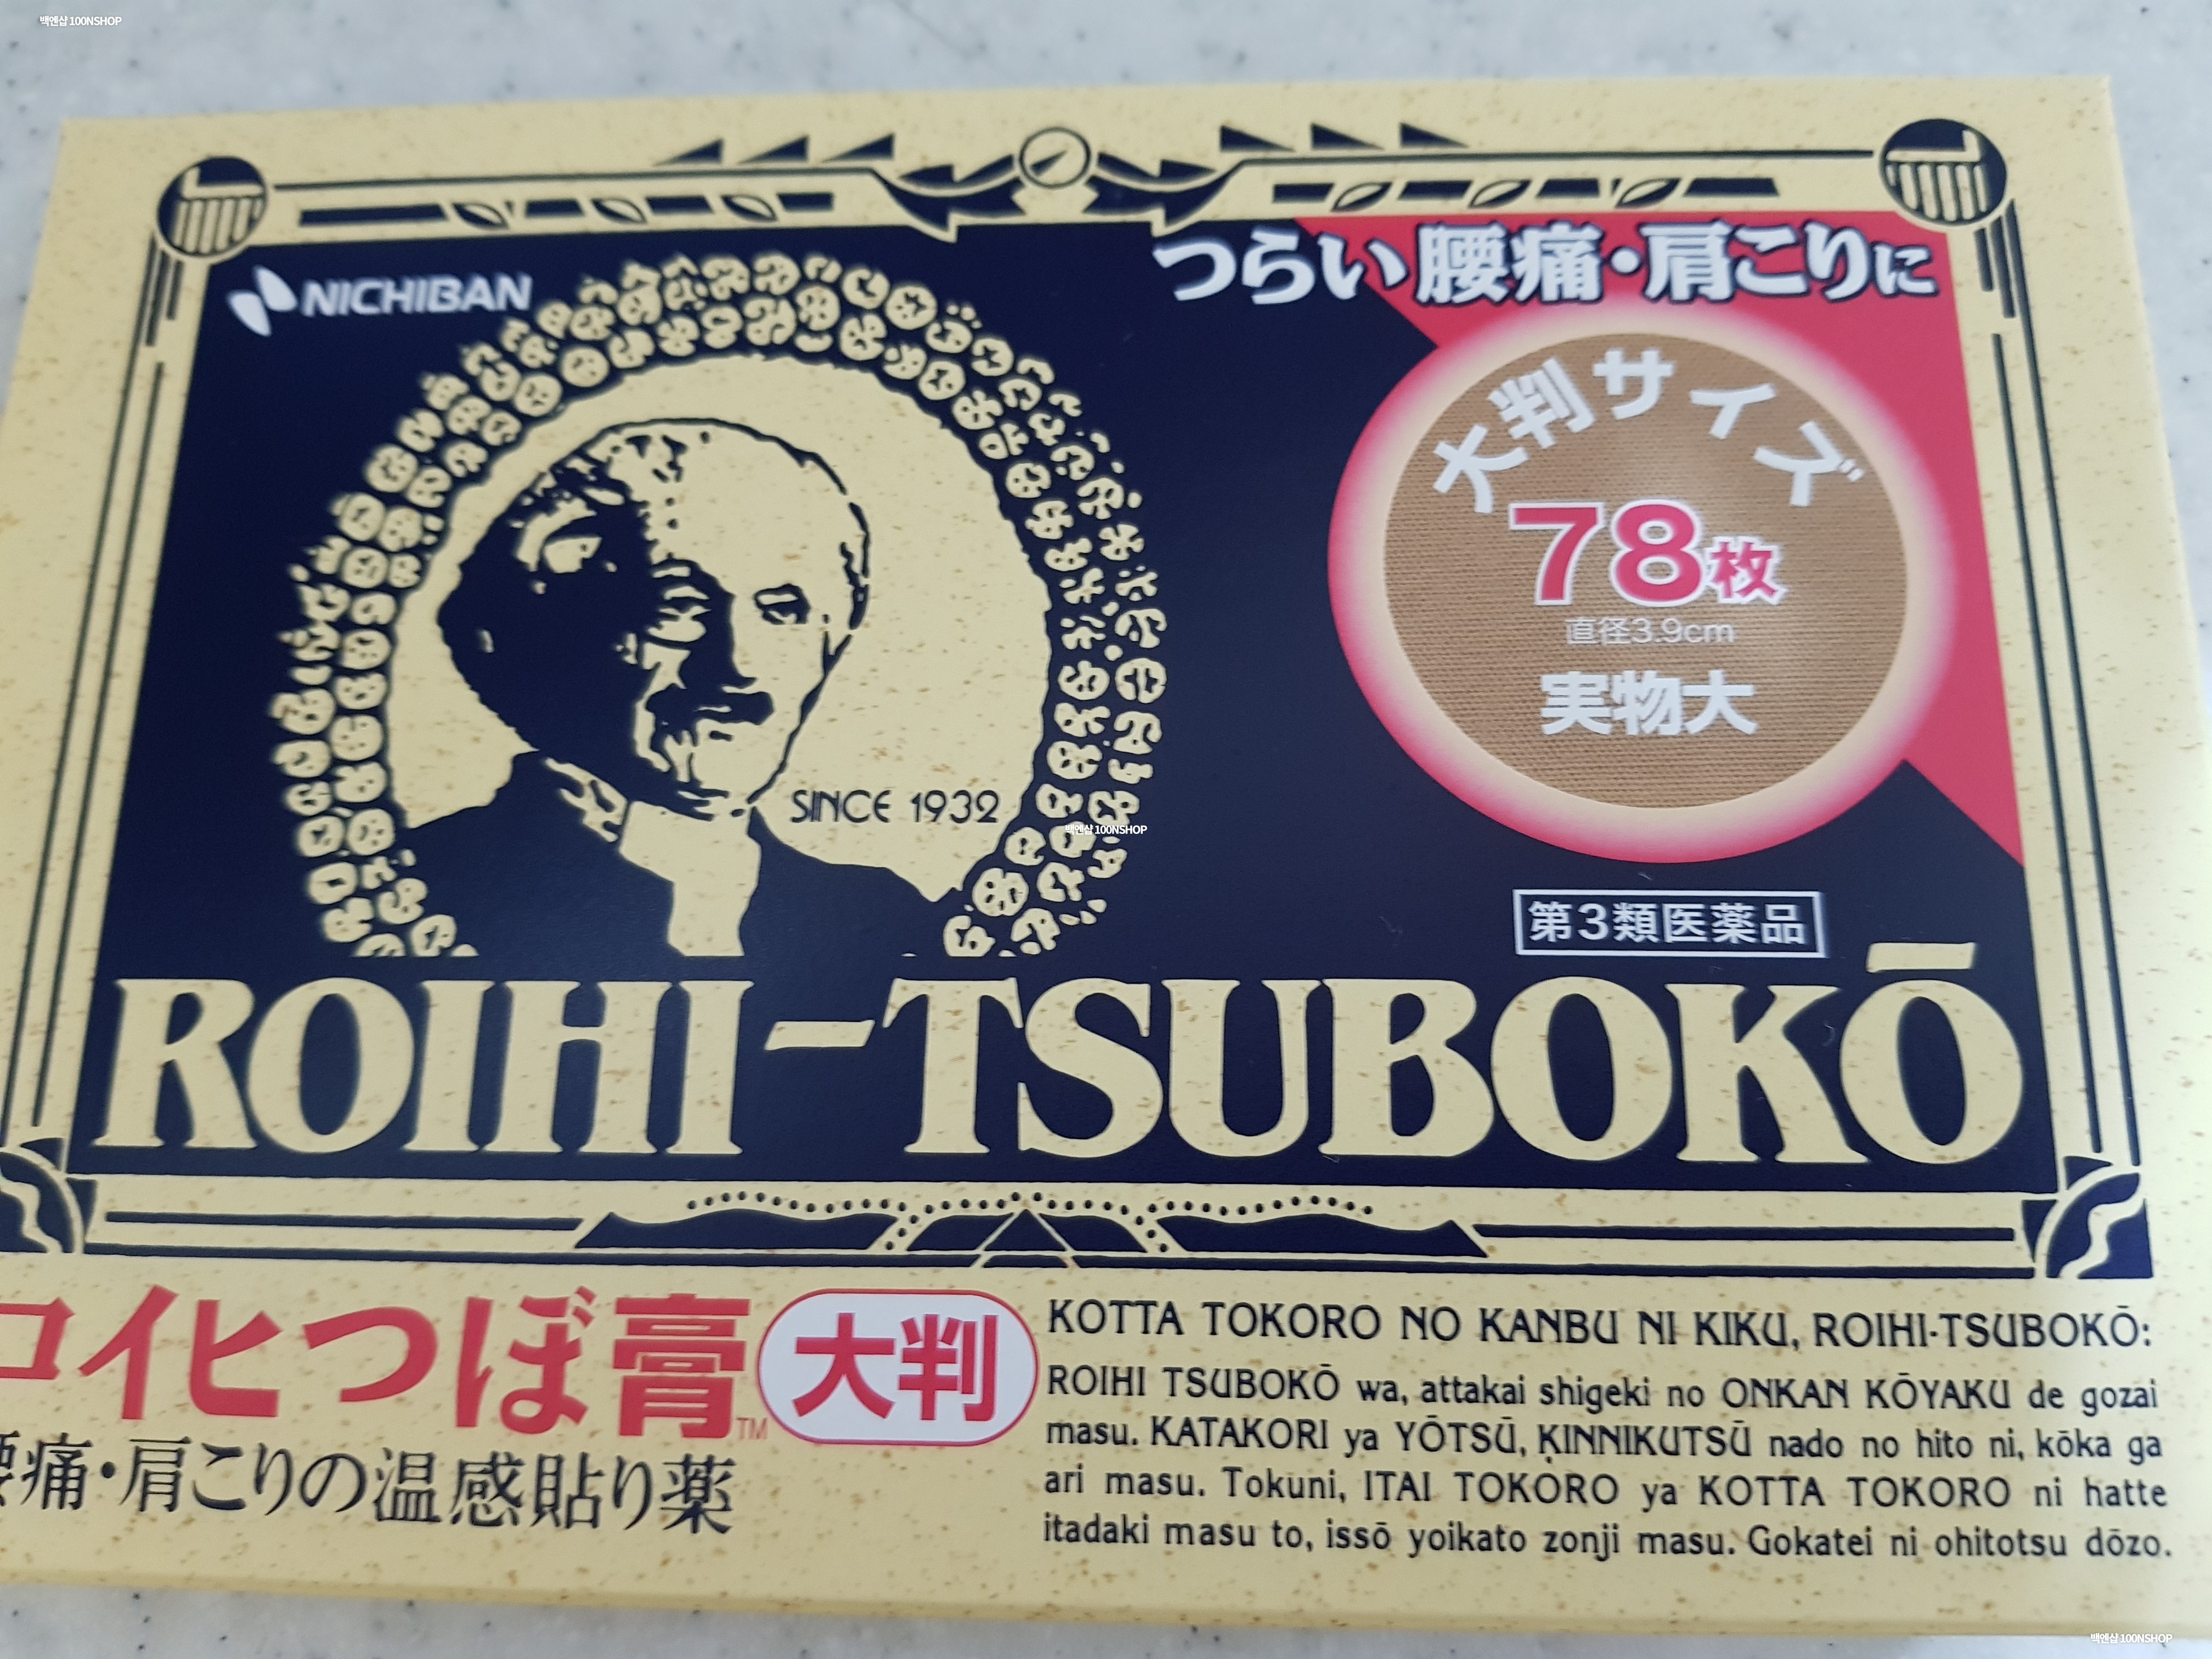 백엔샵 100NSHOP
NICHIBAN
つらい腰痛・肩こりに
大判サイズ
78枚
直径3.9cm
実物大
SINCE 1932
백엔샵 100NSHOP
第3類医薬品
ROIHI-TSUBOKŌ
ロイヒつぼ膏™ 大判
腰痛・肩こりの温感貼り薬
KOTTA TOKORO NO KANBU NI KIKU, ROIHI-TSUBOKŌ:
ROIHI TSUBOKŌ wa, attakai shigeki no ONKAN KŌYAKU de gozai
masu. KATAKORI ya YŌTSŪ, KINNIKUTSŪ nado no hito ni, kōka ga
ari masu. Tokuni, ITAI TOKORO ya KOTTA TOKORO ni hatte
itadaki masu to, issō yoikato zonji masu. Gokatei ni ohitotsu dōzo.
백엔샵 100NSHOP